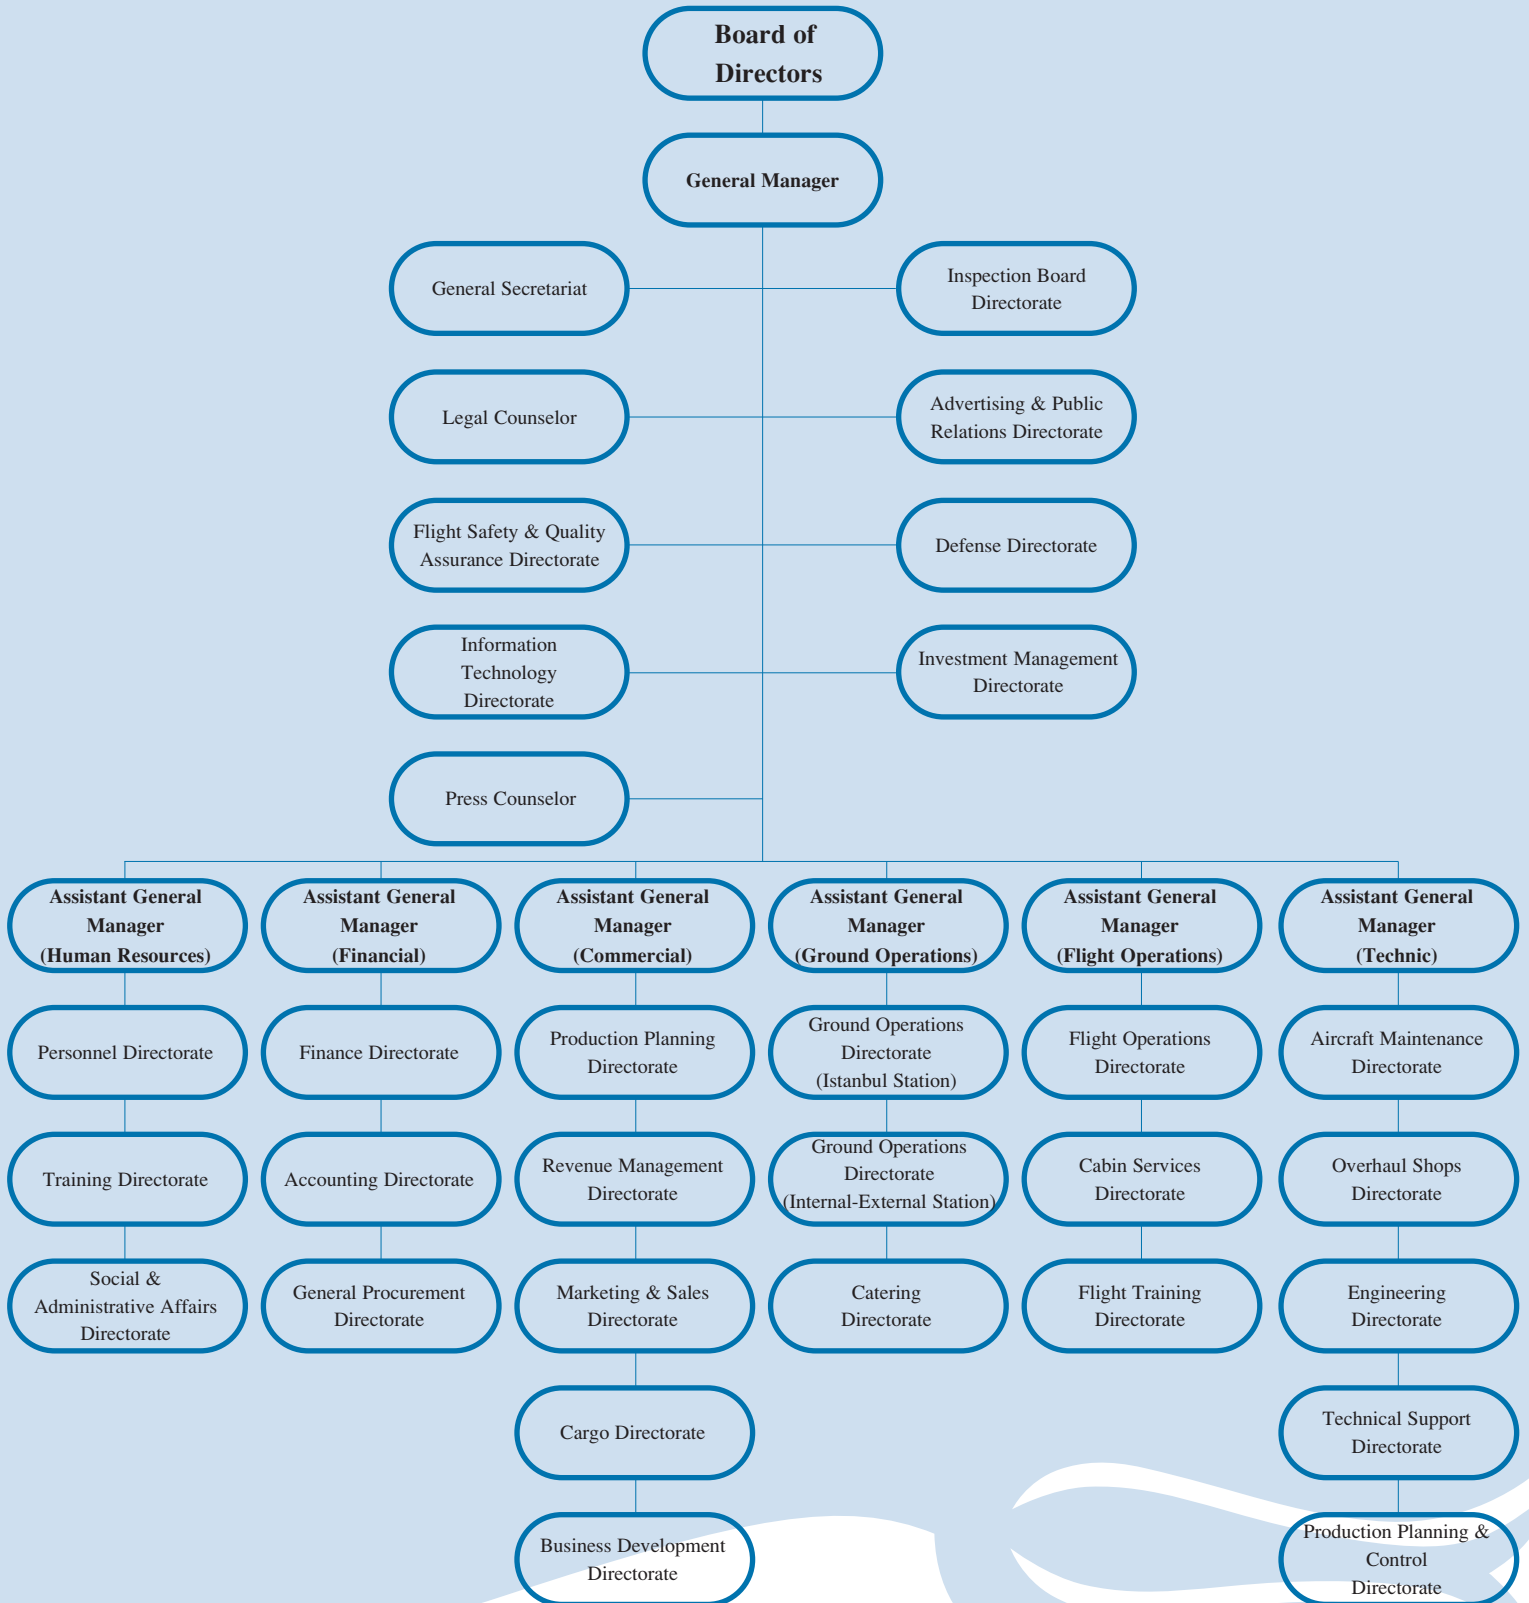 Board of
Directors
General Manager
General Secretariat
Inspection Board
Directorate
Legal Counselor
Advertising & Public
Relations Directorate
Flight Safety & Quality
Assurance Directorate
Defense Directorate
Information
Technology
Directorate
Investment Management
Directorate
Press Counselor
Assistant General
Manager
(Human Resources)
Assistant General
Manager
(Financial)
Assistant General
Manager
(Commercial)
Assistant General
Manager
(Ground Operations)
Assistant General
Manager
(Flight Operations)
Assistant General
Manager
(Technic)
Personnel Directorate
Finance Directorate
Production Planning
Directorate
Ground Operations
Directorate
(Istanbul Station)
Flight Operations
Directorate
Aircraft Maintenance
Directorate
Training Directorate
Accounting Directorate
Revenue Management
Directorate
Ground Operations
Directorate
(Internal-External Station)
Cabin Services
Directorate
Overhaul Shops
Directorate
Social &
Administrative Affairs
Directorate
General Procurement
Directorate
Marketing & Sales
Directorate
Catering
Directorate
Flight Training
Directorate
Engineering
Directorate
Cargo Directorate
Technical Support
Directorate
Business Development
Directorate
Production Planning &
Control
Directorate